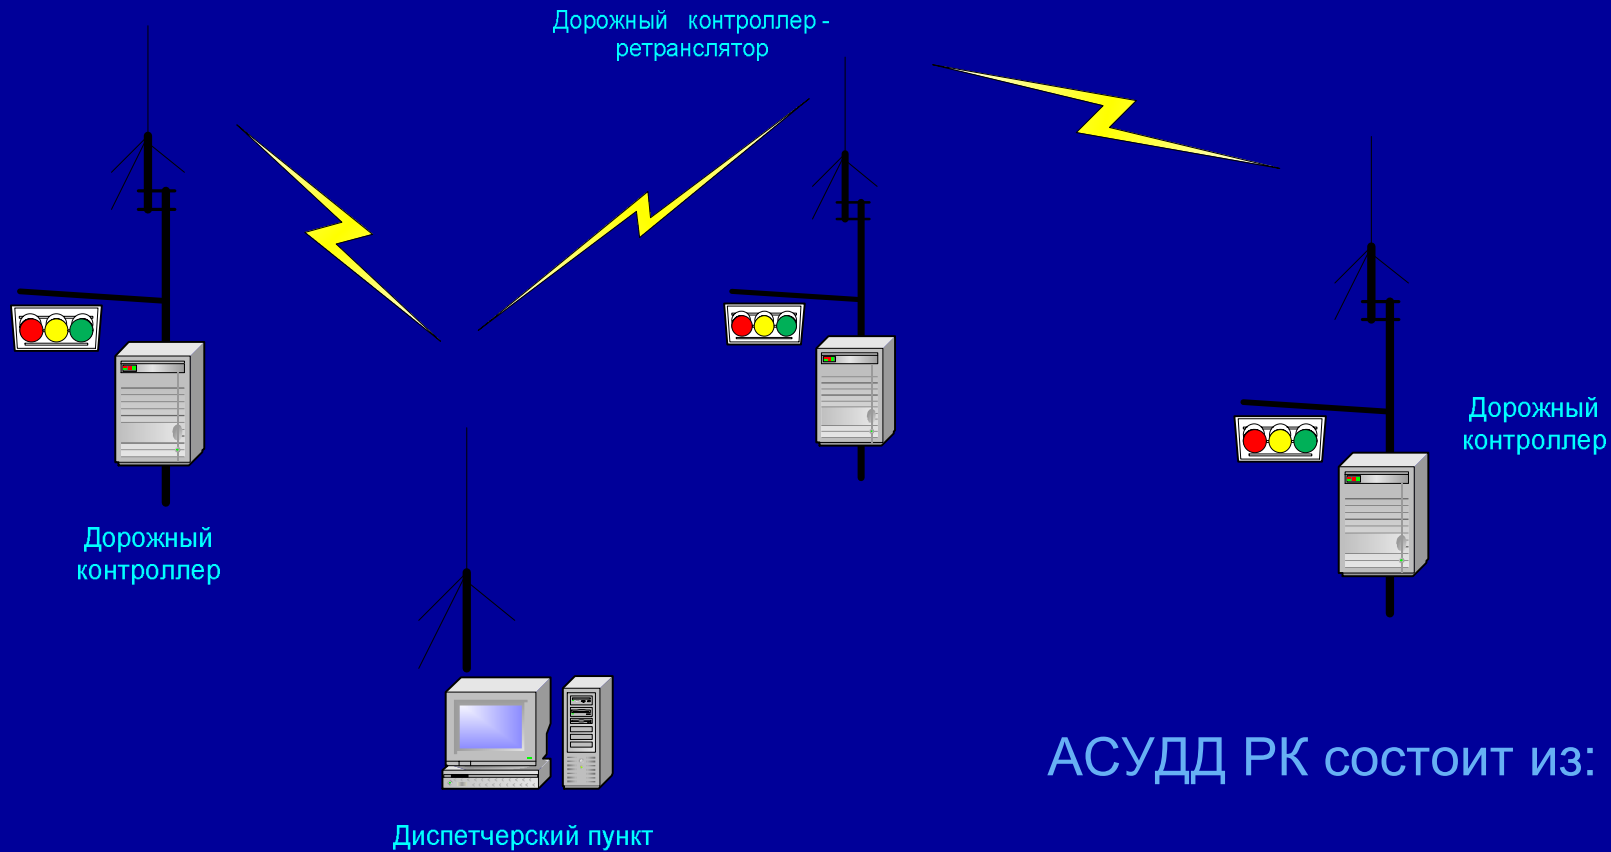 Дорожный контроллер -
ретранслятор
Дорожный
контроллер
Дорожный
контроллер
АСУДД РК состоит из:
Диспетчерский пункт